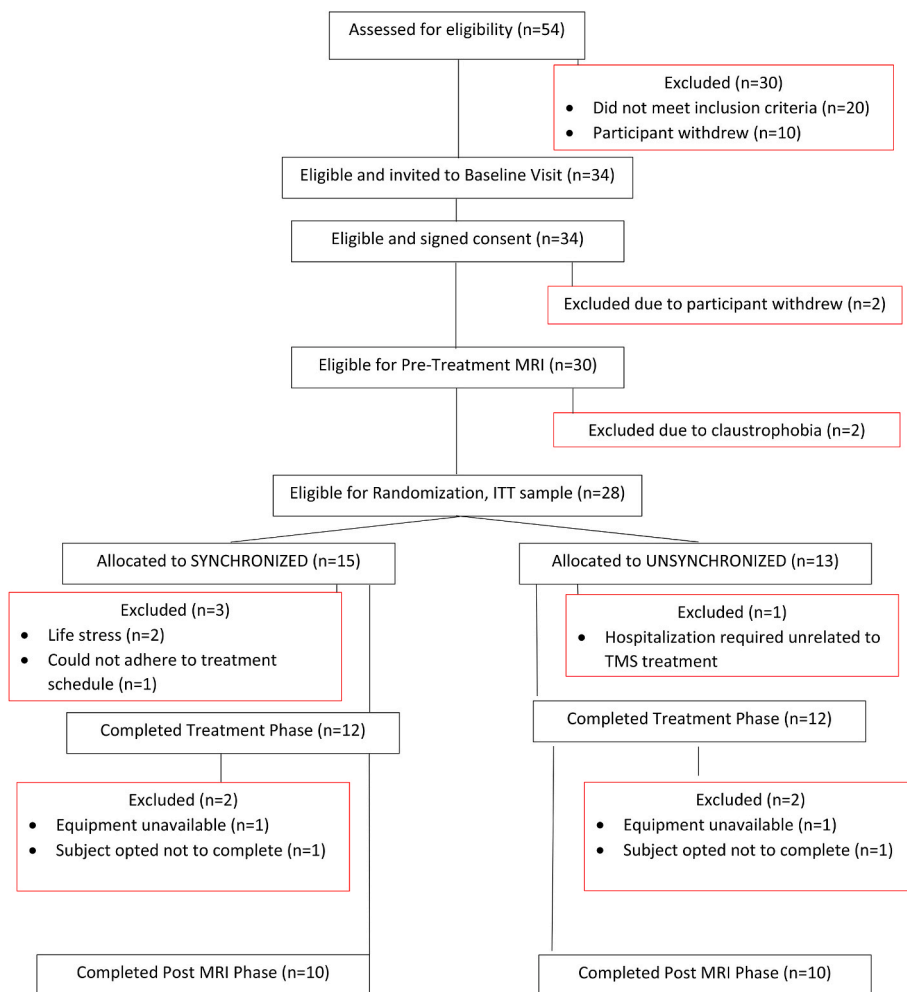 Assessed for eligibility (n=54)
Excluded (n=30)
• Did not meet inclusion criteria (n=20)
• Participant withdrew (n=10)
Eligible and invited to Baseline Visit (n=34)
Eligible and signed consent (n=34)
Excluded due to participant withdrew (n=2)
Eligible for Pre-Treatment MRI (n=30)
Excluded due to claustrophobia (n=2)
Eligible for Randomization, ITT sample (n=28)
Allocated to SYNCHRONIZED (n=15)
Excluded (n=3)
• Life stress (n=2)
• Could not adhere to treatment
schedule (n=1)
Completed Treatment Phase (n=12)
Excluded (n=2)
• Equipment unavailable (n=1)
• Subject opted not to complete (n=1)
Completed Post MRI Phase (n=10)
Allocated to UNSYNCHRONIZED (n=13)
Excluded (n=1)
• Hospitalization required unrelated to
TMS treatment
Completed Treatment Phase (n=12)
Excluded (n=2)
• Equipment unavailable (n=1)
• Subject opted not to complete (n=1)
Completed Post MRI Phase (n=10)